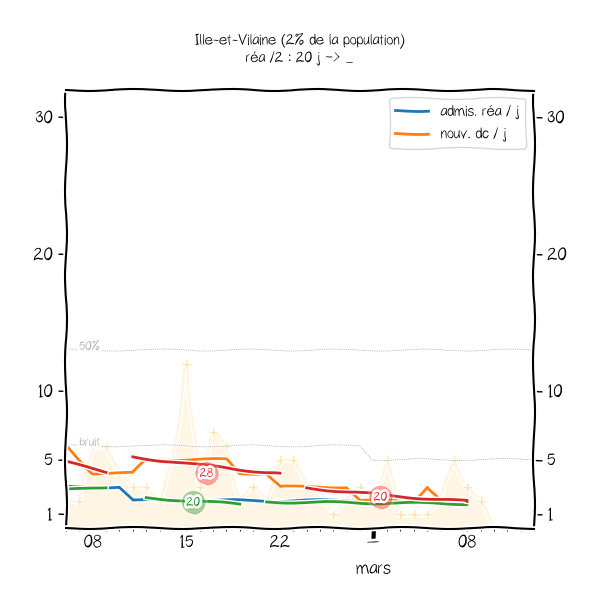 Ille-et-Vilaine (2% de la population)
réa /2 : 20 j -> _
admis. réa / j
nouv. dc / j
30 30
20 20
50%
10 10
bruit
5 5
28
20 20
1 1
08 15 22 1 08
mars